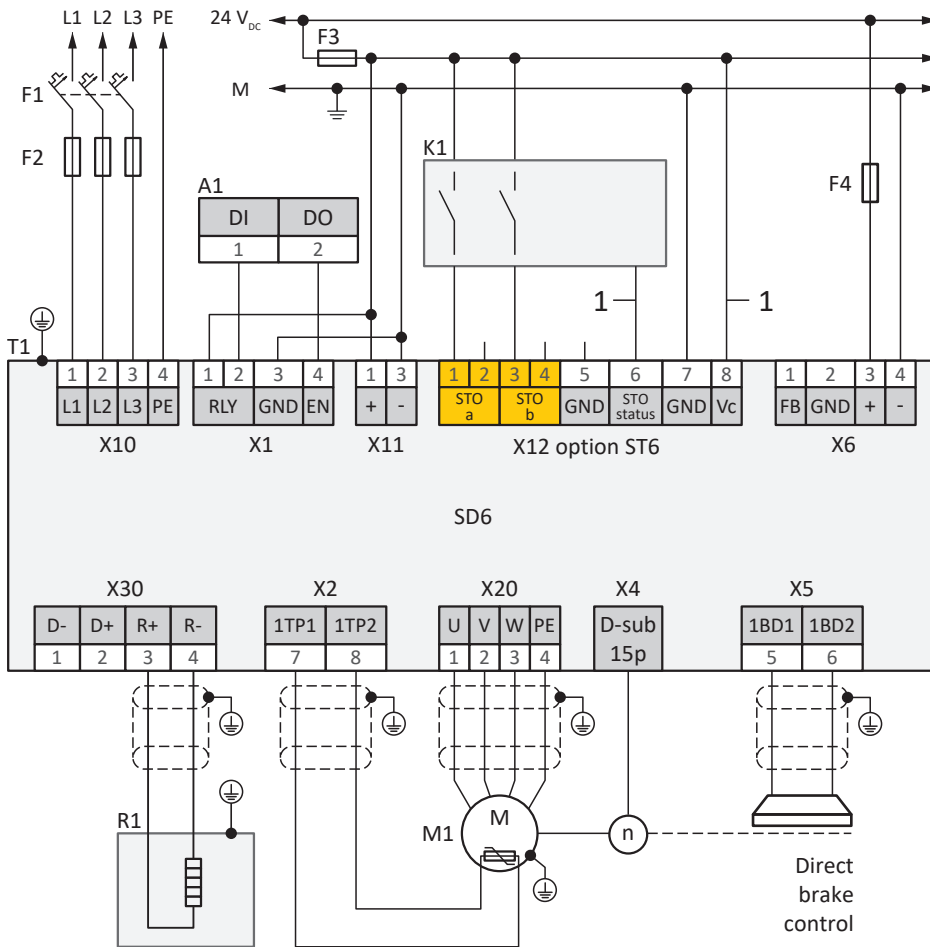 L1 L2 L3 PE
24 V DC
F3
F1
M
K1
F2
F4
A1
DI DO
1 2
1 1
T1
1 2 3 4 1 2 3 4 1 3 1 2 3 4 5 6 7 8 1 2 3 4
L1 L2 L3 PE RLY GND EN + - STO a STO b GND STO status GND Vc FB GND + -
X10 X1 X11 X12 option ST6 X6
SD6
X30 X2 X20 X4 X5
D- D+ R+ R- 1TP1 1TP2 U V W PE D-sub 15p 1BD1 1BD2
1 2 3 4 7 8 1 2 3 4 5 6
R1
M1
M
n
Direct
brake
control